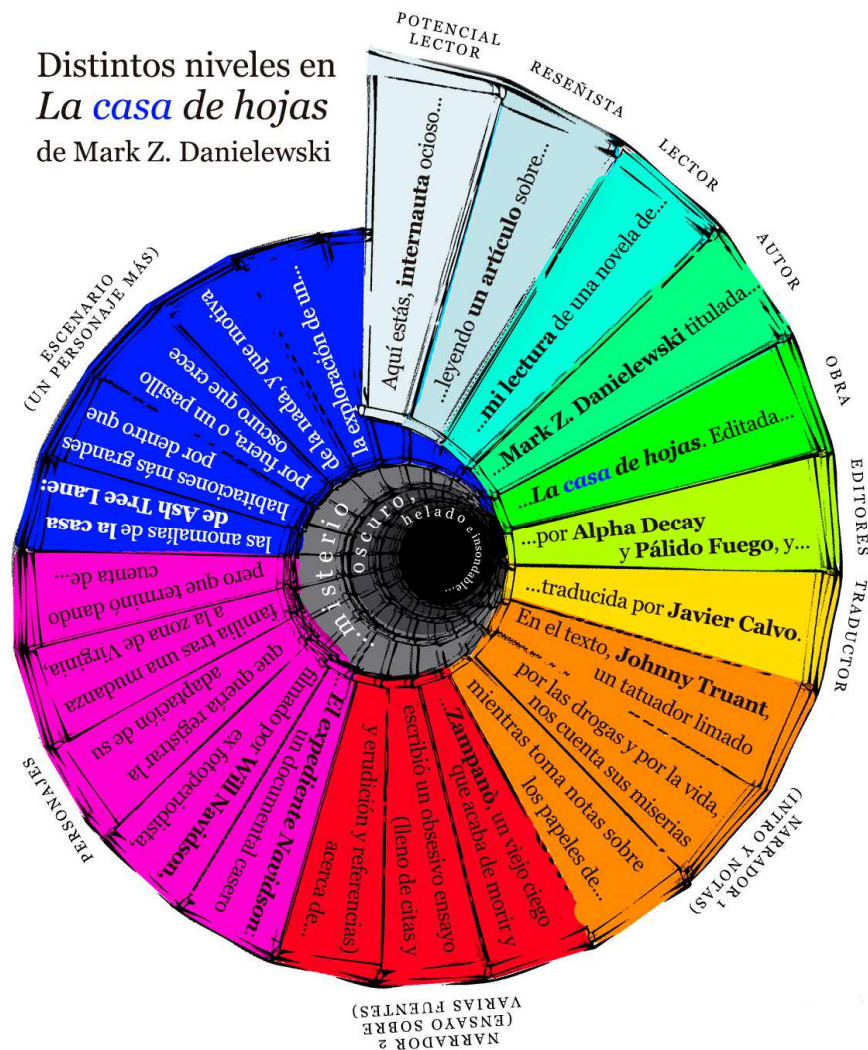 Distintos niveles en
La casa de hojas
de Mark Z. Danielewski
POTENCIAL
LECTOR
Aquí estás, internauta ocioso...
RESEÑISTA
...leyendo un artículo sobre...
LECTOR
...mi lectura de una novela de...
AUTOR
...Mark Z. Danielewski titulada...
OBRA
...La casa de hojas. Editada...
EDITORES
...por Alpha Decay
y Pálido Fuego, y...
TRADUCTOR
...traducida por Javier Calvo.
NARRADOR 1
(INTRO Y NOTAS)
En el texto, Johnny Truant,
un tatuador limado
por las drogas y por la vida,
nos cuenta sus miserias
mientras toma notas sobre
los papeles de...
NARRADOR 2
(ENSAYO SOBRE
VARIAS FUENTES)
...Zampanò, un viejo ciego
que acaba de morir y
escribió un obsesivo ensayo
(lleno de citas y
y erudición y referencias)
acerca de...
PERSONAJES
...El expediente Navidson:
un documental casero
filmado por Will Navidson,
ex fotoperiodista,
que quería registrar la
adaptación de su
familia tras una mudanza
a la zona de Virginia,
pero que terminó dando
cuenta de...
ESCENARIO
(UN PERSONAJE MÁS)
las anomalías de la casa
de Ash Tree Lane:
habitaciones más grandes
por dentro que
por fuera, o un pasillo
oscuro que crece
de la nada, y que motiva
la exploración de un...
...misterio
oscuro,
helado e insondable...